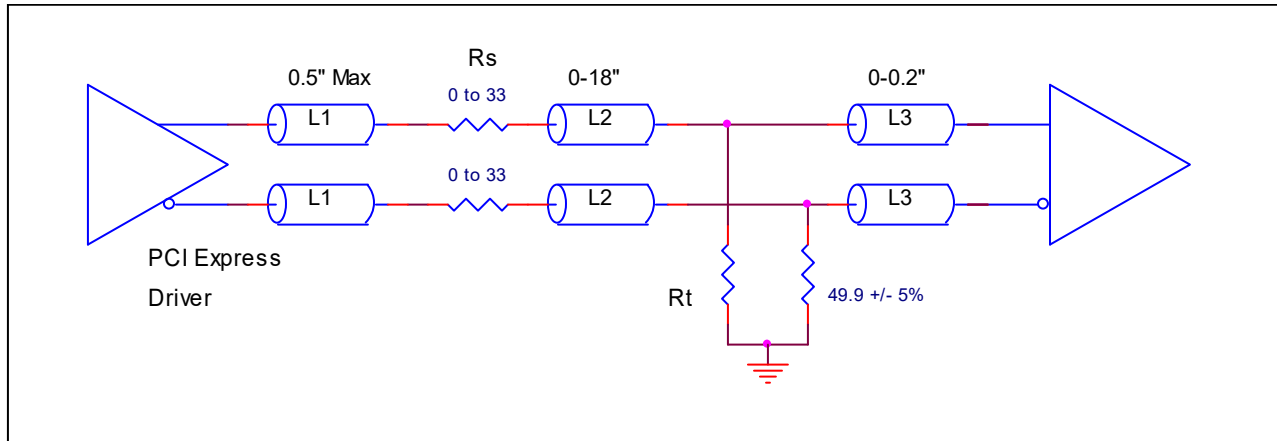 Rs
0.5" Max
0-18"
0-0.2"
0 to 33
L1
L2
L3
0 to 33
L1
L2
L3
PCI Express
Driver
Rt
49.9 +/- 5%